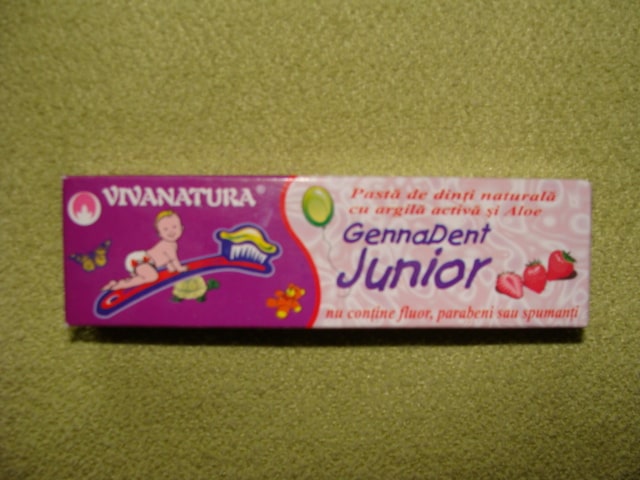 VIVANATURA®
Pastă de dinți naturală
cu argilă activă și Aloe
GennaDent
Junior
nu conține fluor, parabeni sau spumanți